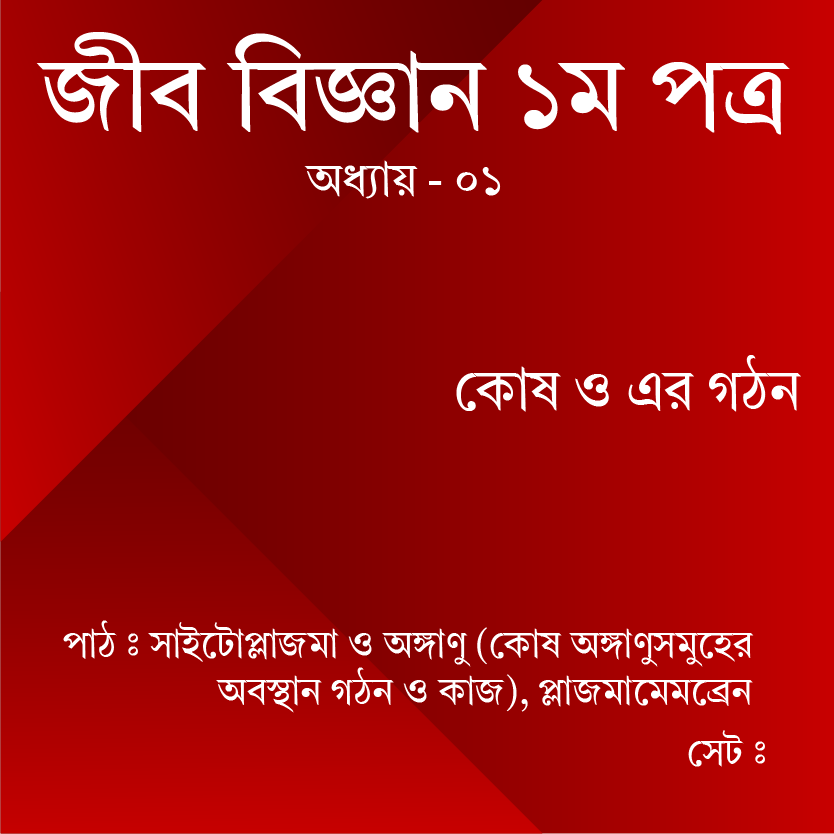 জীব বিজ্ঞান ১ম পত্র
অধ্যায় - ০১
কোষ ও এর গঠন
পাঠ ঃ সাইটোপ্লাজমা ও অঙ্গাণু (কোষ অঙ্গাণুসমুহের
অবস্থান গঠন ও কাজ), প্লাজমামেমব্রেন
সেট ঃ